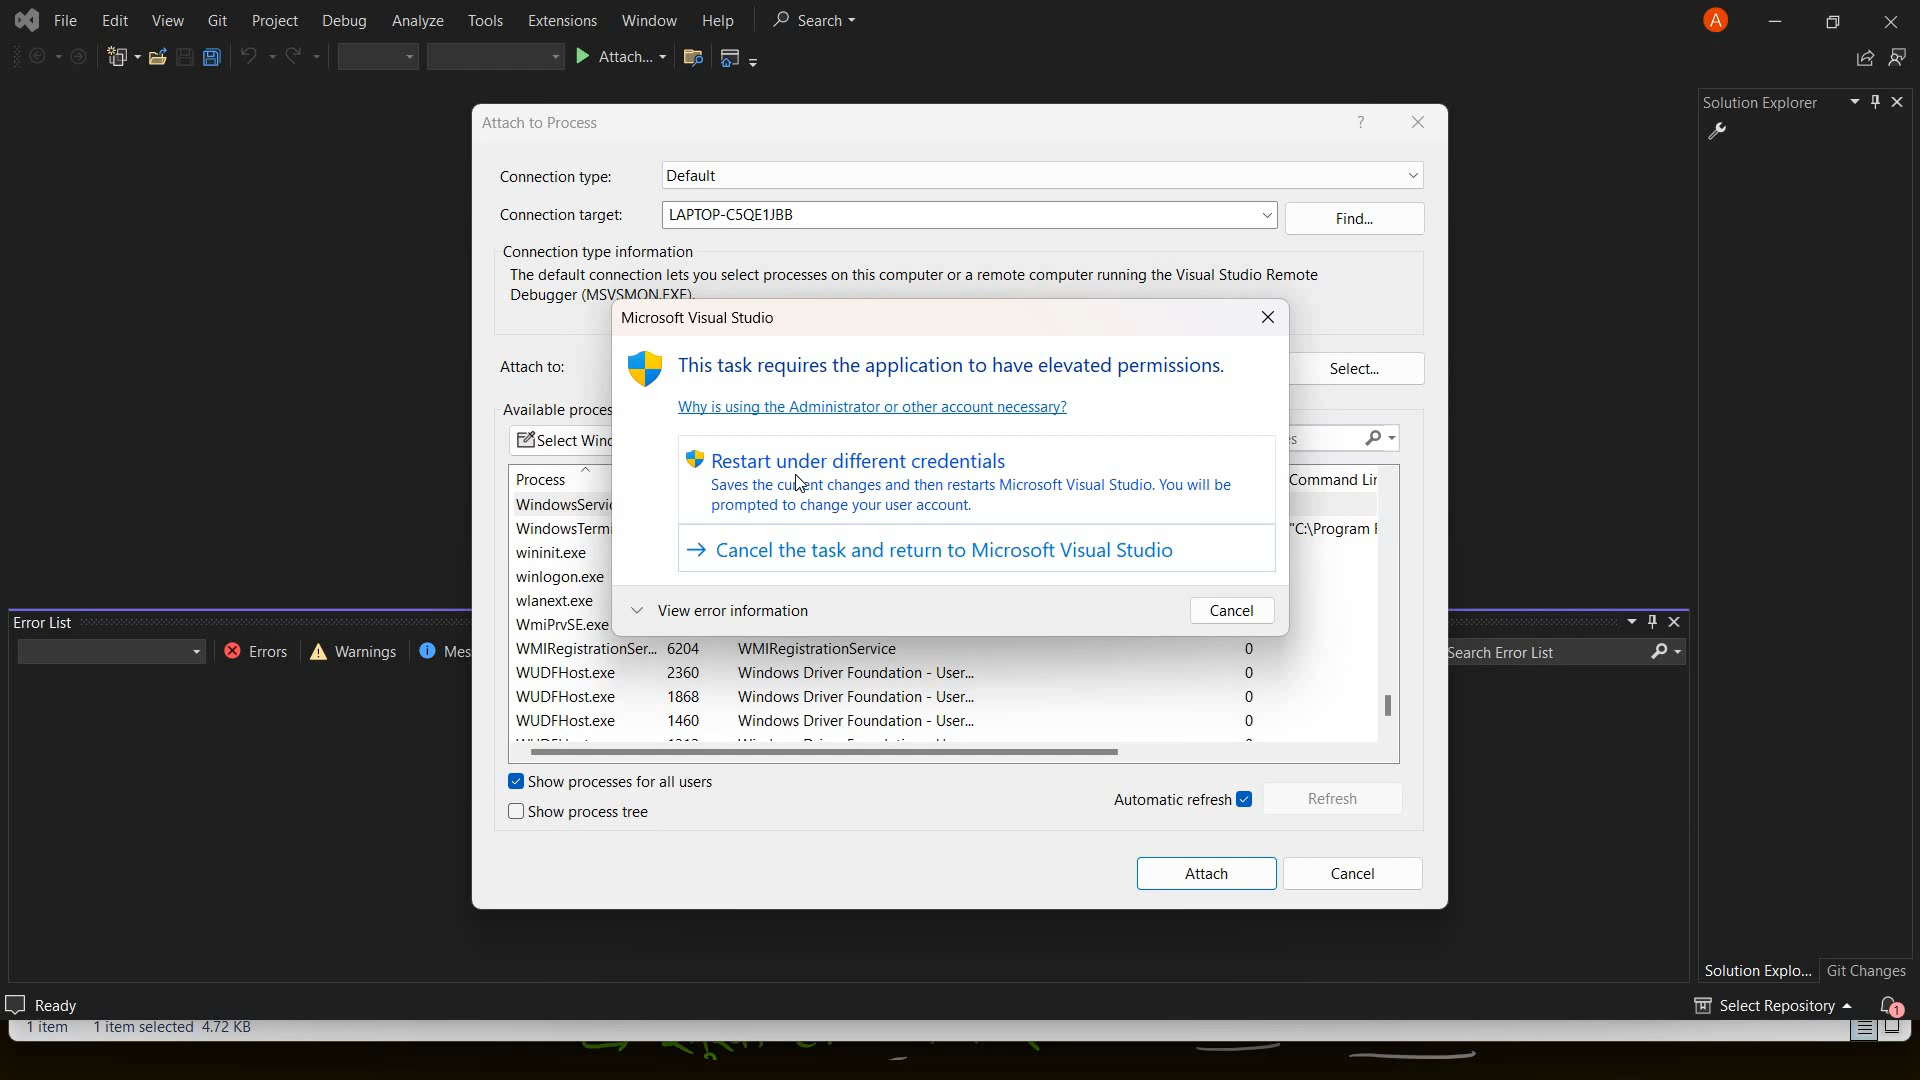 File Edit View Git Project Debug Analyze Tools Extensions Window Help Search A
Attach...
Solution Explorer
Attach to Process ?
Connection type: Default
Connection target: LAPTOP-C5QE1JBB Find...
Connection type information
The default connection lets you select processes on this computer or a remote computer running the Visual Studio Remote
Debugger (MSVSMON.EXE).
Microsoft Visual Studio
This task requires the application to have elevated permissions.
Why is using the Administrator or other account necessary?
Restart under different credentials
Saves the current changes and then restarts Microsoft Visual Studio. You will be
prompted to change your user account.
Cancel the task and return to Microsoft Visual Studio
View error information Cancel
Attach to: Select...
Available proces
Select Wind
Process Command Lin
WindowsServic
WindowsTermi "C:\Program F
wininit.exe
winlogon.exe
wlanext.exe
WmiPrvSE.exe
WMIRegistrationSer... 6204 WMIRegistrationService 0
WUDFHost.exe 2360 Windows Driver Foundation - User... 0
WUDFHost.exe 1868 Windows Driver Foundation - User... 0
WUDFHost.exe 1460 Windows Driver Foundation - User... 0
Show processes for all users
Show process tree
Automatic refresh Refresh
Attach Cancel
Error List
Errors Warnings Mes
Search Error List
Solution Explo... Git Changes
Ready
Select Repository 1
1 item 1 item selected 4.72 KB